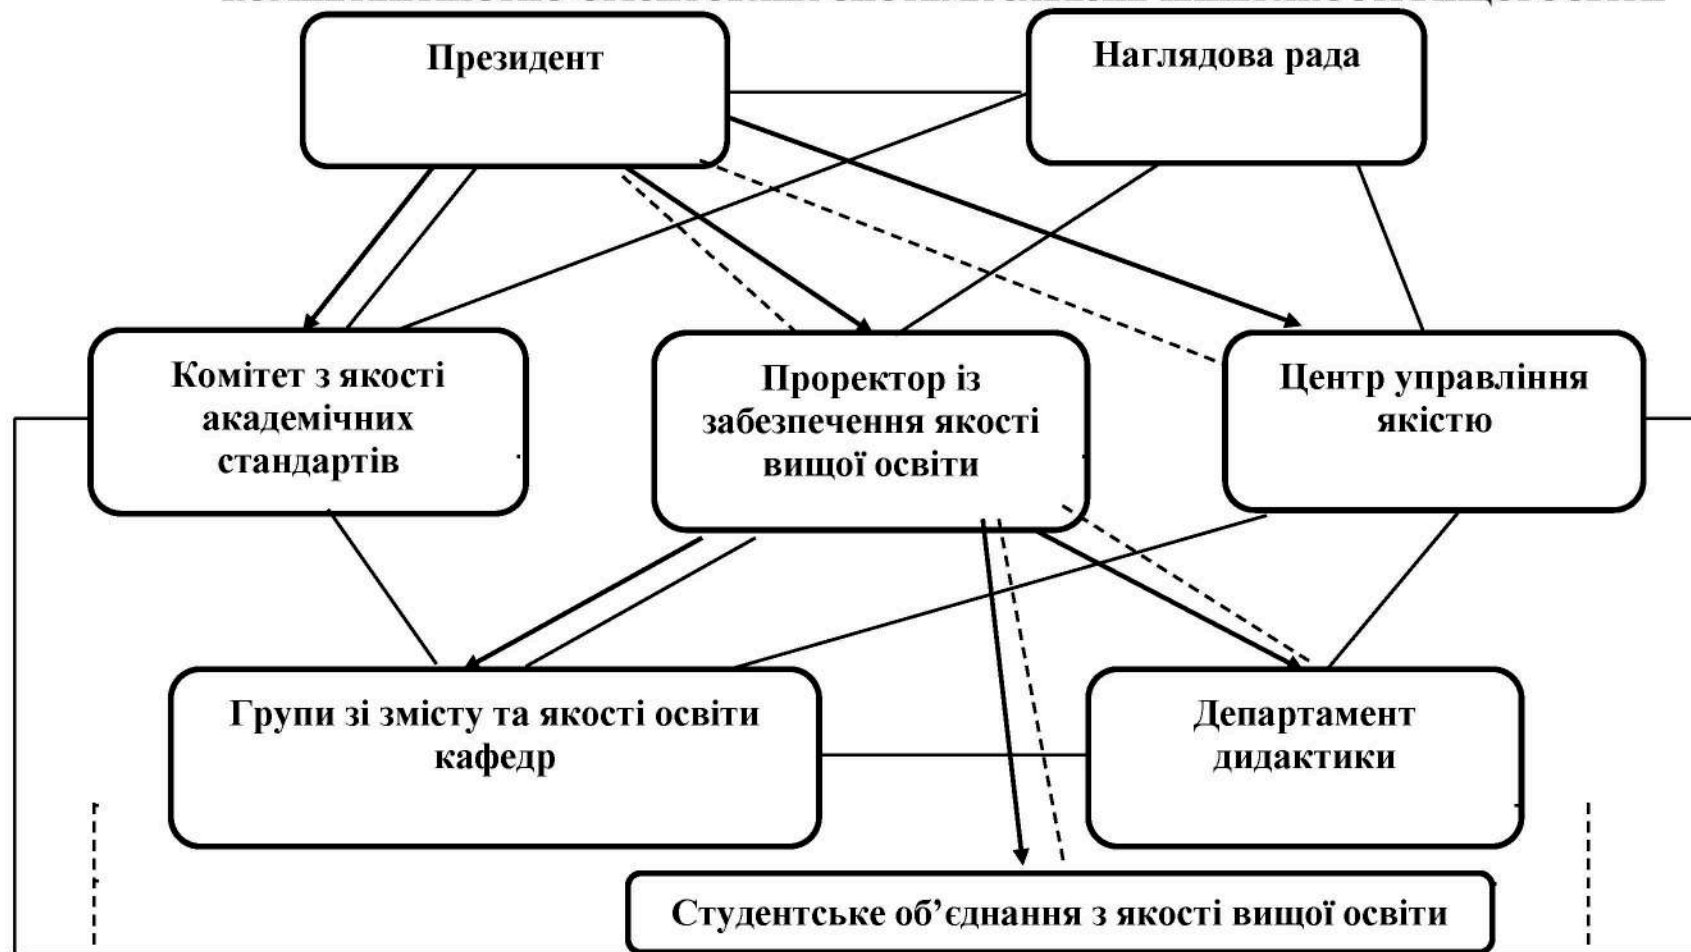 Президент
Наглядова рада
Комітет з якості
академічних
стандартів
Проректор із
забезпечення якості
вищої освіти
Центр управління
якістю
Групи зі змісту та якості освіти
кафедр
Департамент
дидактики
Студентське об’єднання з якості вищої освіти